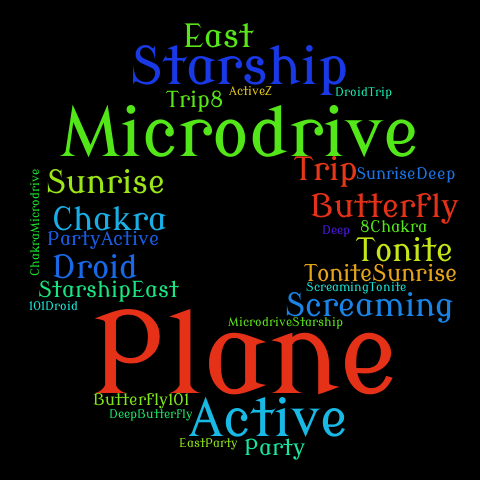 East
Starship
ActiveZ
DroidTrip
Trip8
Microdrive
Trip
SunriseDeep
Sunrise
ChakraMicrodrive
Butterfly
Chakra
8Chakra
Deep
PartyActive
Tonite
Droid
ToniteSunrise
StarshipEast
ScreamingTonite
101Droid
Screaming
MicrodriveStarship
Plane
Butterfly101
DeepButterfly
Active
EastParty
Party